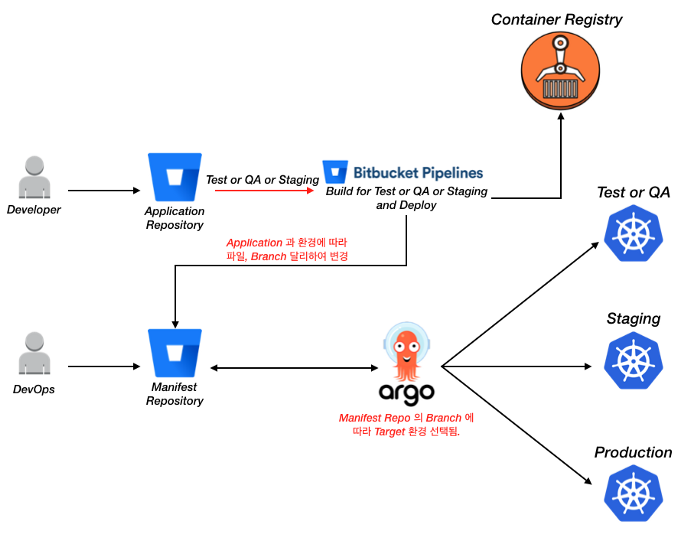 Container Registry
Test or QA or Staging
Bitbucket Pipelines
Build for Test or QA or Staging
and Deploy
Developer
Application
Repository
Test or QA
Application 과 환경에 따라
파일, Branch 달리하여 변경
Staging
DevOps
Manifest
Repository
argo
Manifest Repo 의 Branch 에
따라 Target 환경 선택됨.
Production